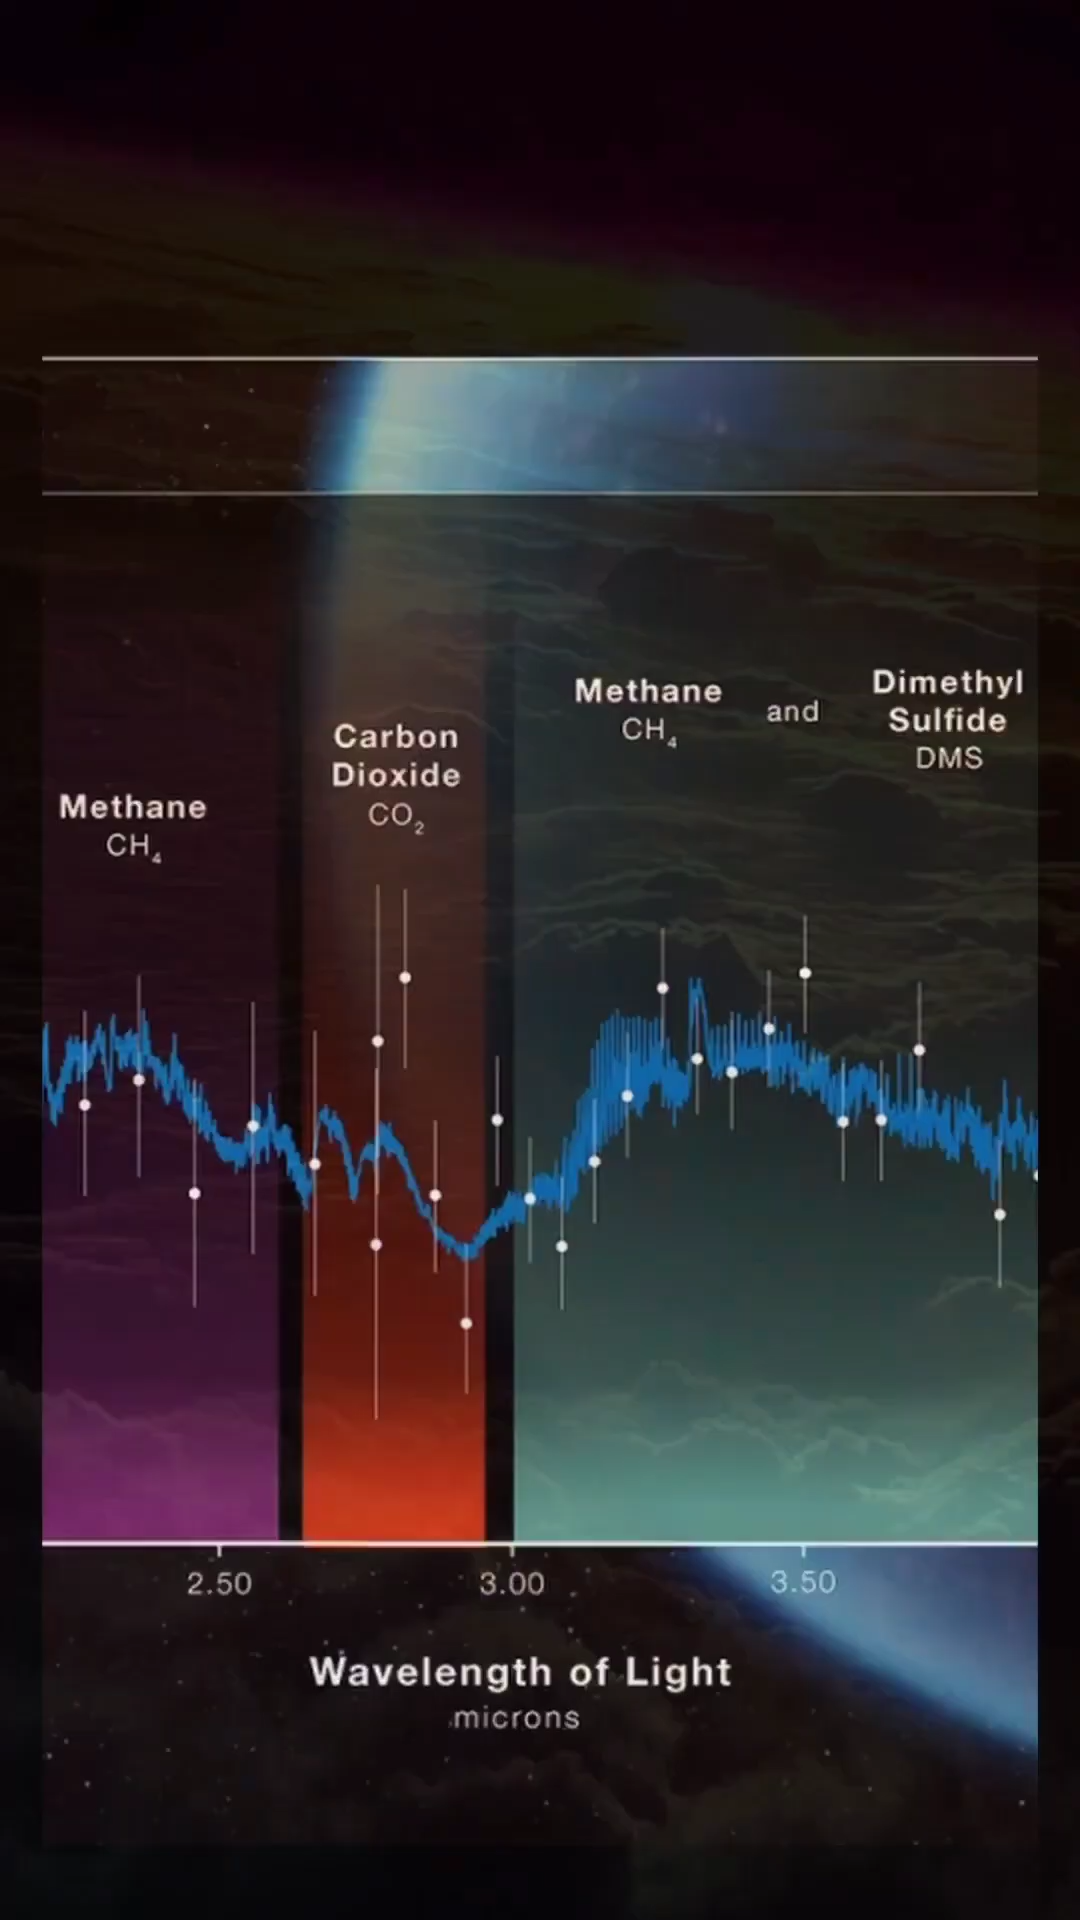 Methane
CH₄
Carbon
Dioxide
CO₂
Methane
CH₄
and
Dimethyl
Sulfide
DMS
2.50
3.00
3.50
Wavelength of Light
microns